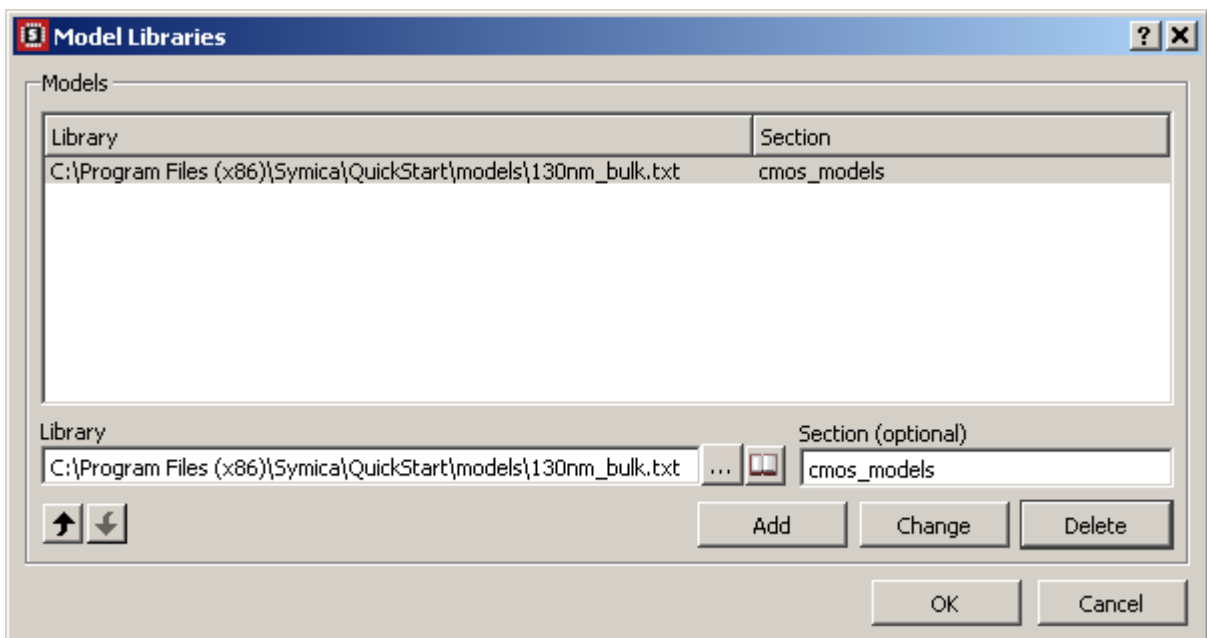 Model Libraries
Models
Library Section
C:\Program Files (x86)\Symica\QuickStart\models\130nm_bulk.txt cmos_models
Library Section (optional)
C:\Program Files (x86)\Symica\QuickStart\models\130nm_bulk.txt ... cmos_models
Add Change Delete
OK Cancel